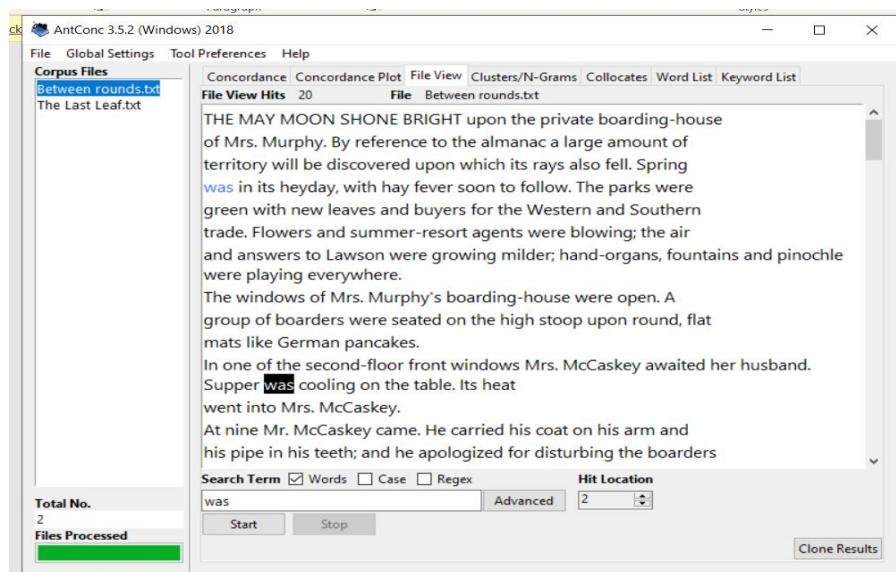 ck
AntConc 3.5.2 (Windows) 2018
File Global Settings Tool Preferences Help
Corpus Files
Between rounds.txt
The Last Leaf.txt
Concordance Concordance Plot File View Clusters/N-Grams Collocates Word List Keyword List
File View Hits 20 File Between rounds.txt
THE MAY MOON SHONE BRIGHT upon the private boarding-house
of Mrs. Murphy. By reference to the almanac a large amount of
territory will be discovered upon which its rays also fell. Spring
was in its heyday, with hay fever soon to follow. The parks were
green with new leaves and buyers for the Western and Southern
trade. Flowers and summer-resort agents were blowing; the air
and answers to Lawson were growing milder; hand-organs, fountains and pinochle
were playing everywhere.
The windows of Mrs. Murphy's boarding-house were open. A
group of boarders were seated on the high stoop upon round, flat
mats like German pancakes.
In one of the second-floor front windows Mrs. McCaskey awaited her husband.
Supper was cooling on the table. Its heat
went into Mrs. McCaskey.
At nine Mr. McCaskey came. He carried his coat on his arm and
his pipe in his teeth; and he apologized for disturbing the boarders
Search Term Words Case Regex Hit Location
was Advanced 2
Start Stop
Total No.
2
Files Processed
Clone Results